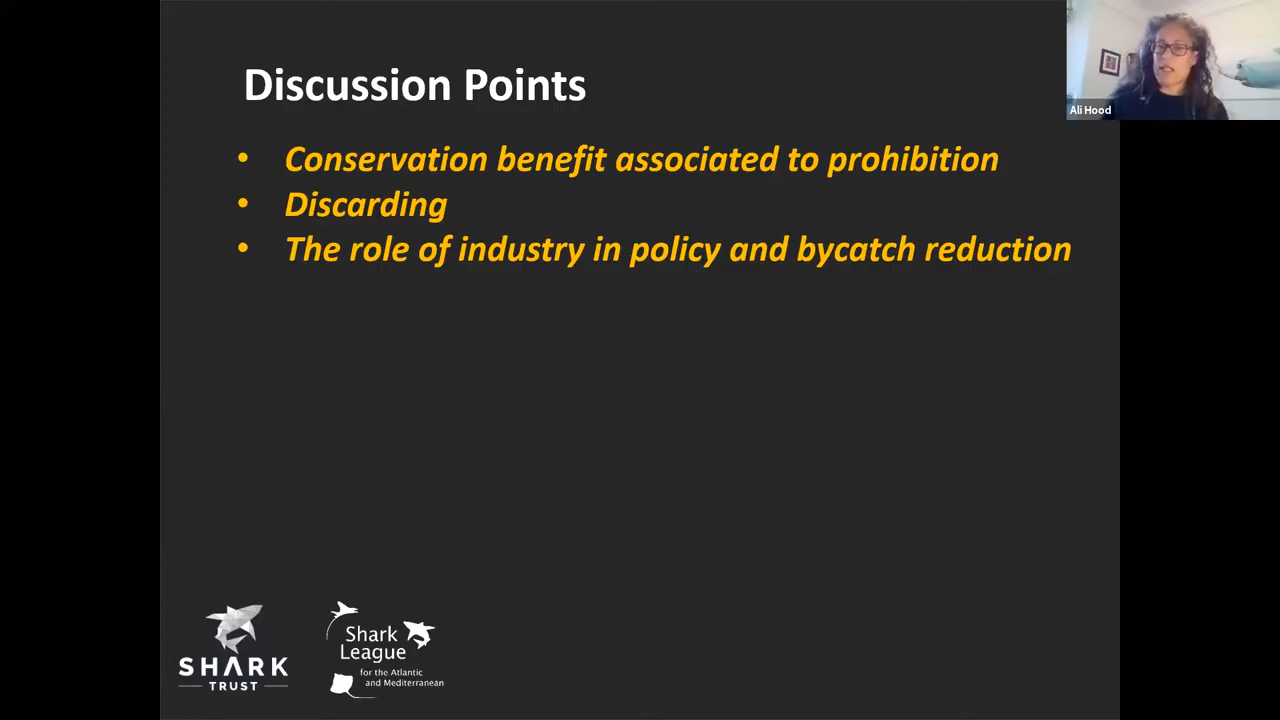 Discussion Points
• Conservation benefit associated to prohibition
• Discarding
• The role of industry in policy and bycatch reduction
Ali Hood
SHARK
TRUST
Shark
League
for the Atlantic
and Mediterranean